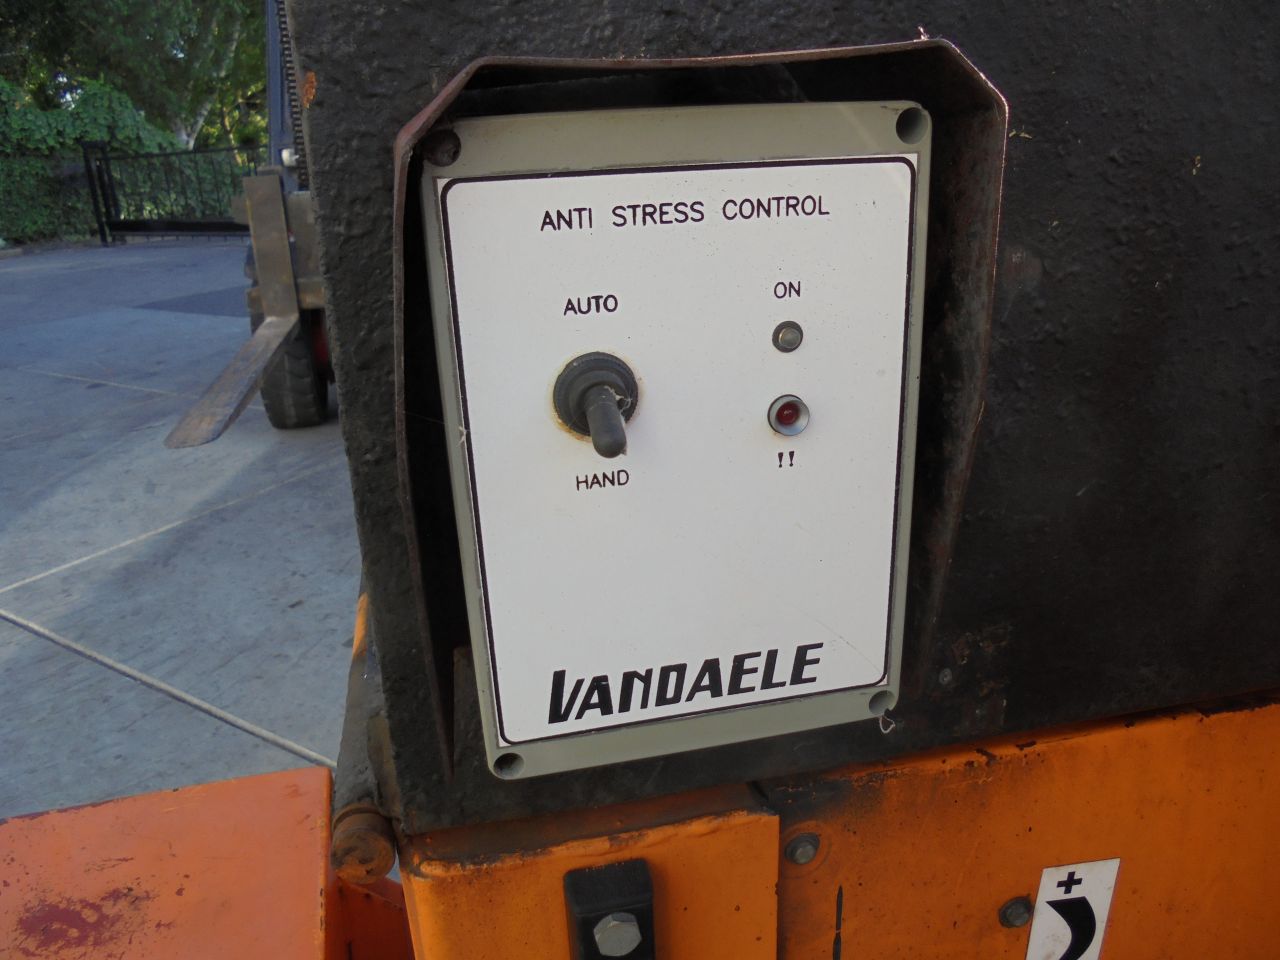 ANTI STRESS CONTROL
AUTO
ON
HAND
!!
VANDAELE
+